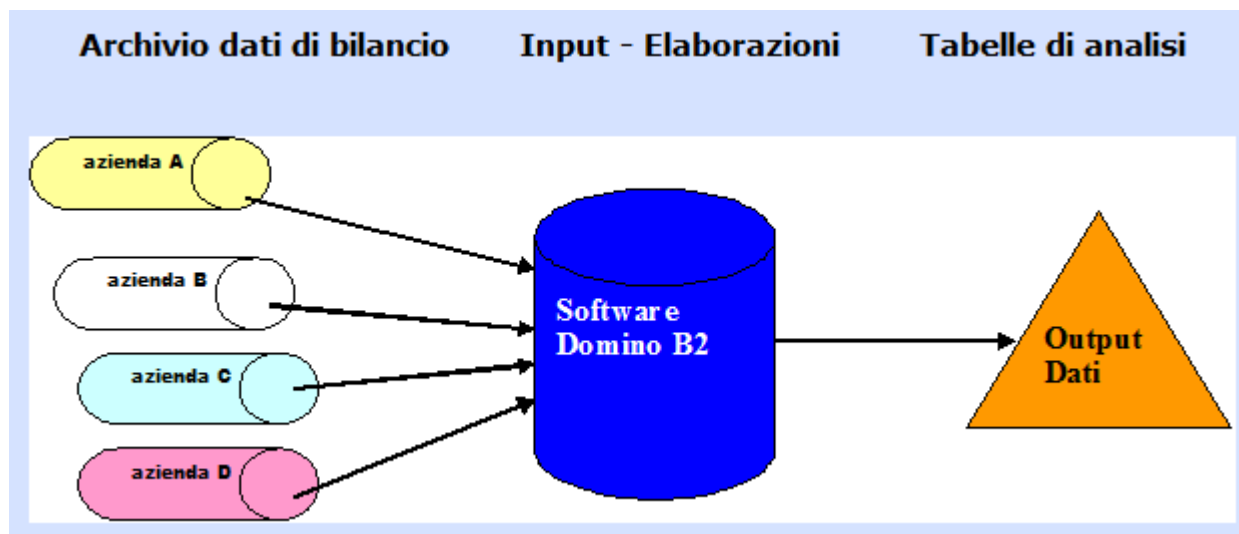 Archivio dati di bilancio
Input - Elaborazioni
Tabelle di analisi
azienda A
azienda B
azienda C
azienda D
Software
Domino B2
Output
Dati